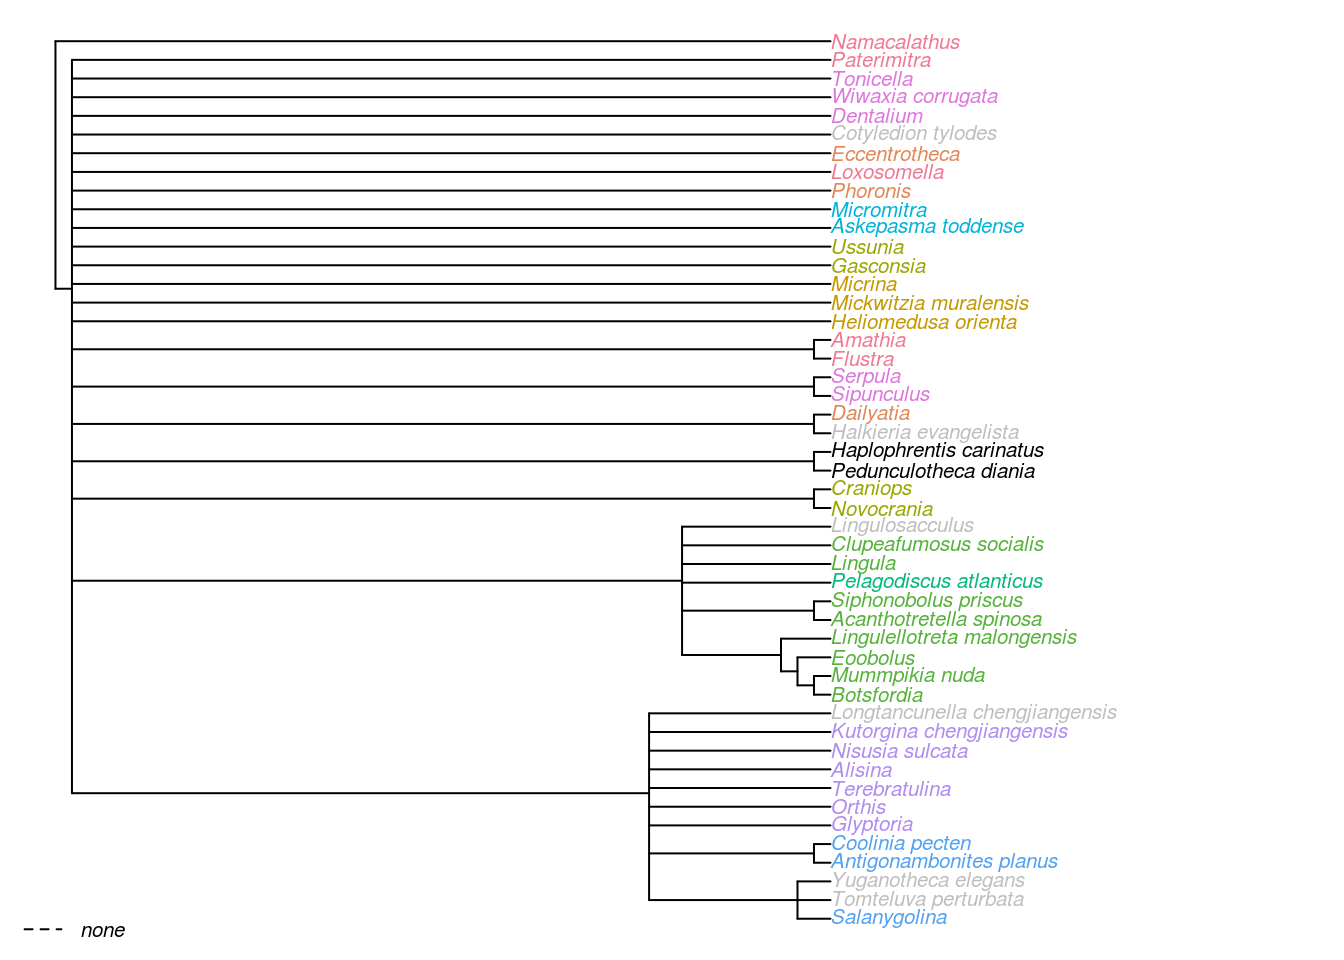 Namacalathus
Paterimitra
Tonicella
Wiwaxia corrugata
Dentalium
Cotyledion tylodes
Eccentrotheca
Loxosomella
Phoronis
Micromitra
Askepasma toddense
Ussunia
Gasconsia
Micrina
Mickwitzia muralensis
Heliomedusa orienta
Amathia
Flustra
Serpula
Sipunculus
Dailyatia
Halkieria evangelista
Haplophrentis carinatus
Pedunculotheca diania
Craniops
Novocrania
Lingulosacculus
Clupeafumosus socialis
Lingula
Pelagodiscus atlanticus
Siphonobolus priscus
Acanthotretella spinosa
Lingulellotreta malongensis
Eoobolus
Mummpikia nuda
Botsfordia
Longtancunella chengjiangensis
Kutorgina chengjiangensis
Nisusia sulcata
Alisina
Terebratulina
Orthis
Glyptoria
Coolinia pecten
Antigonambonites planus
Yuganotheca elegans
Tomteluva perturbata
Salanygolina
none